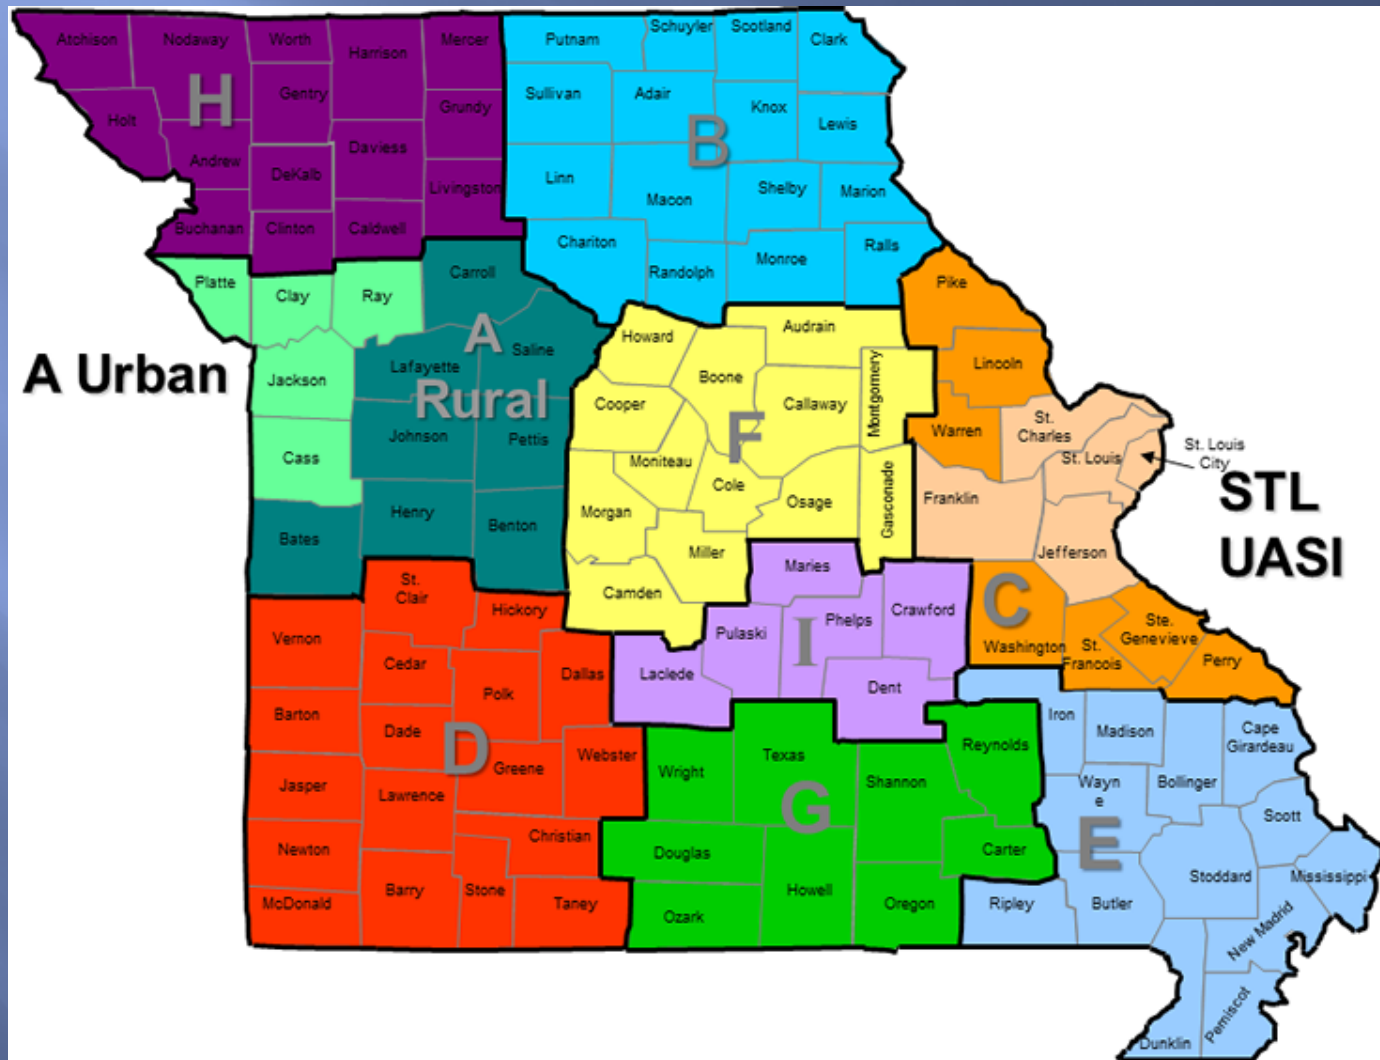 Atchison
Nodaway
Worth
Harrison
Mercer
Putnam
Schuyler
Scotland
Clark
H
Gentry
Grundy
Holt
Sullivan
Adair
Knox
Lewis
B
Andrew
DeKalb
Daviess
Livingston
Linn
Macon
Shelby
Marion
Buchanan
Clinton
Caldwell
Chariton
Randolph
Monroe
Ralls
Platte
Clay
Ray
Carroll
Pike
A Urban
Jackson
A
Rural
Lafayette
Saline
Howard
Audrain
Boone
Montgomery
Lincoln
Cooper
Callaway
Warren
St.
Charles
St. Louis
St. Louis
City
STL
UASI
Cass
Johnson
Pettis
F
Moniteau
Cole
Osage
Gasconade
Franklin
Jefferson
Bates
Henry
Benton
Morgan
Miller
Camden
Maries
St.
Clair
Hickory
Vernon
Cedar
Polk
Dallas
Laclede
Pulaski
I
Phelps
Crawford
Dent
C
Washington
St.
Francois
Ste.
Genevieve
Perry
Barton
Dade
D
Greene
Webster
Jasper
Lawrence
Christian
Newton
McDonald
Barry
Stone
Taney
Wright
Texas
Shannon
Reynolds
G
Douglas
Ozark
Howell
Oregon
Carter
Iron
Madison
Cape
Girardeau
Wayn
e
Bollinger
Scott
E
Stoddard
Mississippi
Ripley
Butler
New Madrid
Pemiscot
Dunklin